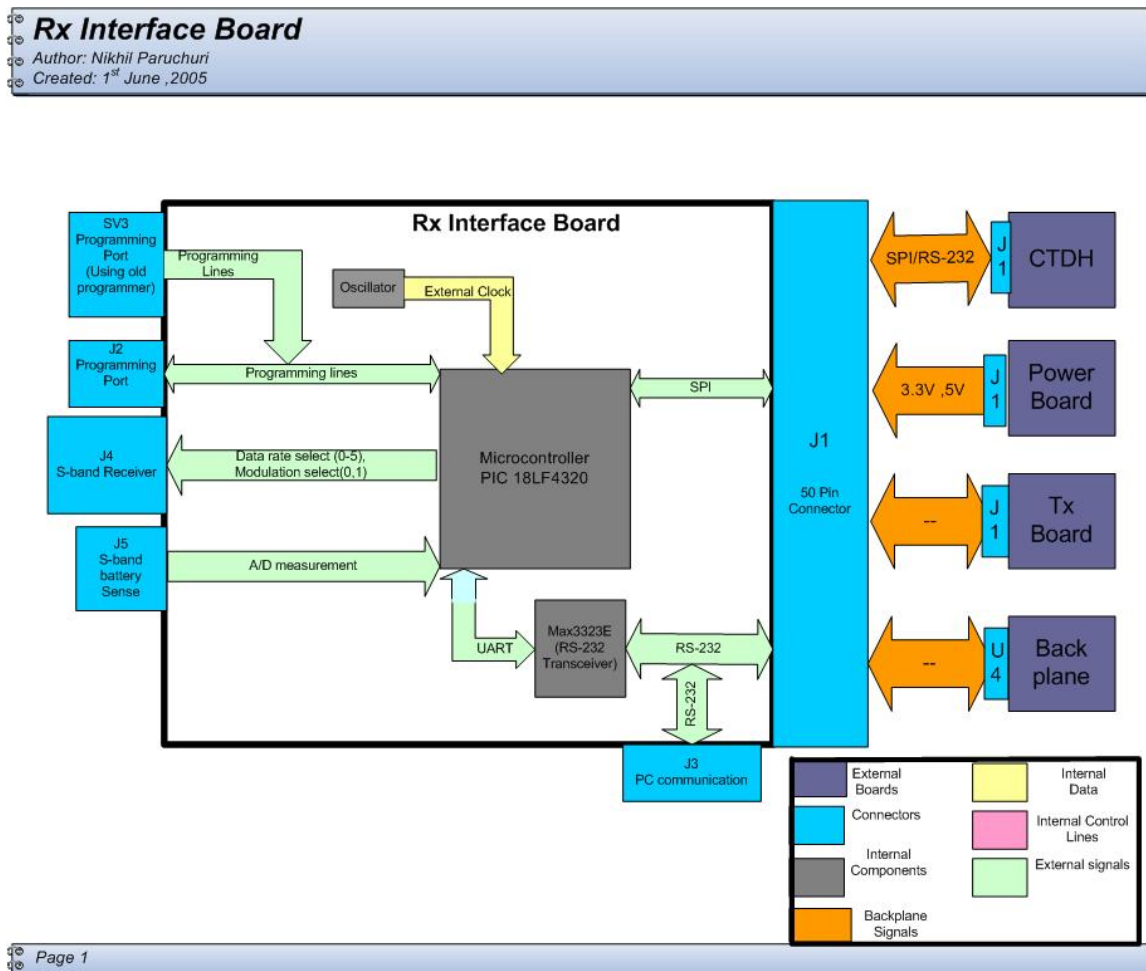 Rx Interface Board
Author: Nikhil Paruchuri
Created: 1st June ,2005
SV3
Programming
Port
(Using old
programmer)
Programming
Lines
Rx Interface Board
Oscillator
External Clock
J2
Programming
Port
Programming lines
J4
S-band Receiver
Data rate select (0-5),
Modulation select(0,1)
Microcontroller
PIC 18LF4320
SPI
J5
S-band
battery
Sense
A/D measurement
UART
Max3323E
(RS-232
Transceiver)
RS-232
RS-232
J3
PC communication
J1
50 Pin
Connector
SPI/RS-232
J
1
CTDH
3.3V ,5V
J
1
Power
Board
--
J
1
Tx
Board
--
U
4
Back
plane
External
Boards
Connectors
Internal
Components
Backplane
Signals
Internal
Data
Internal Control
Lines
External signals
Page 1